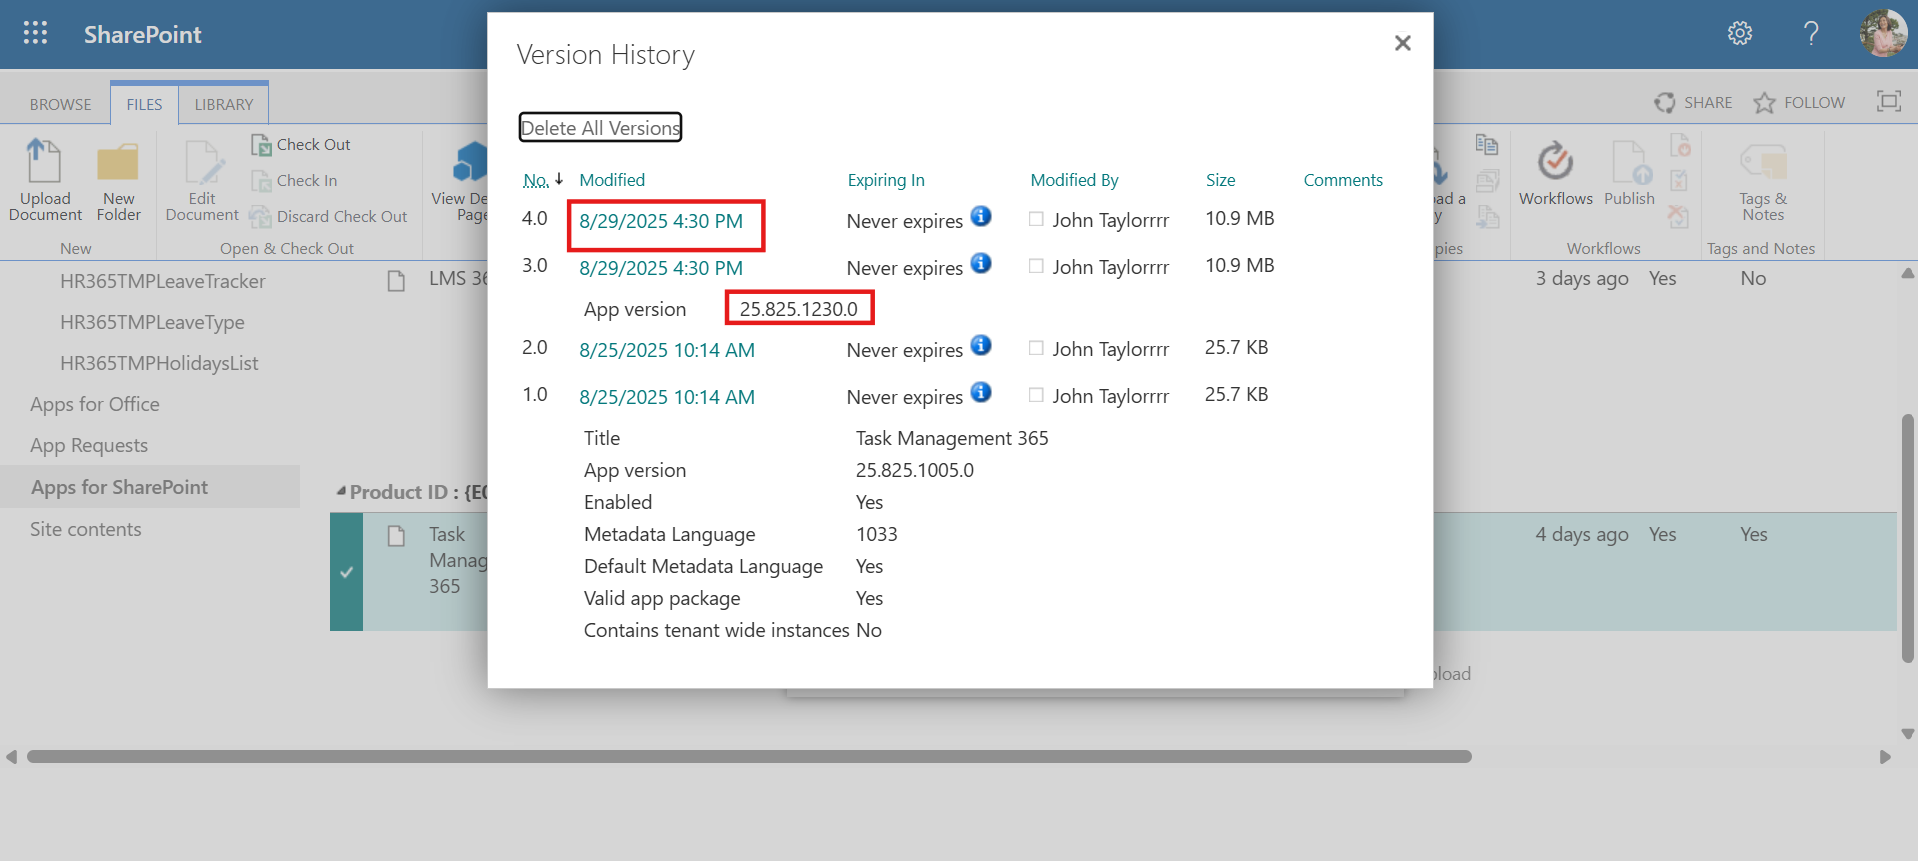 SharePoint
BROWSE
FILES
LIBRARY
SHARE
FOLLOW
Upload Document
New Folder
New
Edit Document
Check Out
Check In
Discard Check Out
Open & Check Out
View De
Page
Workflows
Publish
Workflows
Tags & Notes
Tags and Notes
HR365TMPLeaveTracker
HR365TMPLeaveType
HR365TMPHolidaysList
Apps for Office
App Requests
Apps for SharePoint
Site contents
LMS 36
3 days ago Yes No
Product ID : {E0
Task
Manag
365
4 days ago Yes Yes
Version History
Delete All Versions
No. Modified Expiring In Modified By Size Comments
4.0 8/29/2025 4:30 PM Never expires John Taylorrrr 10.9 MB
3.0 8/29/2025 4:30 PM Never expires John Taylorrrr 10.9 MB
App version 25.825.1230.0
2.0 8/25/2025 10:14 AM Never expires John Taylorrrr 25.7 KB
1.0 8/25/2025 10:14 AM Never expires John Taylorrrr 25.7 KB
Title Task Management 365
App version 25.825.1005.0
Enabled Yes
Metadata Language 1033
Default Metadata Language Yes
Valid app package Yes
Contains tenant wide instances No